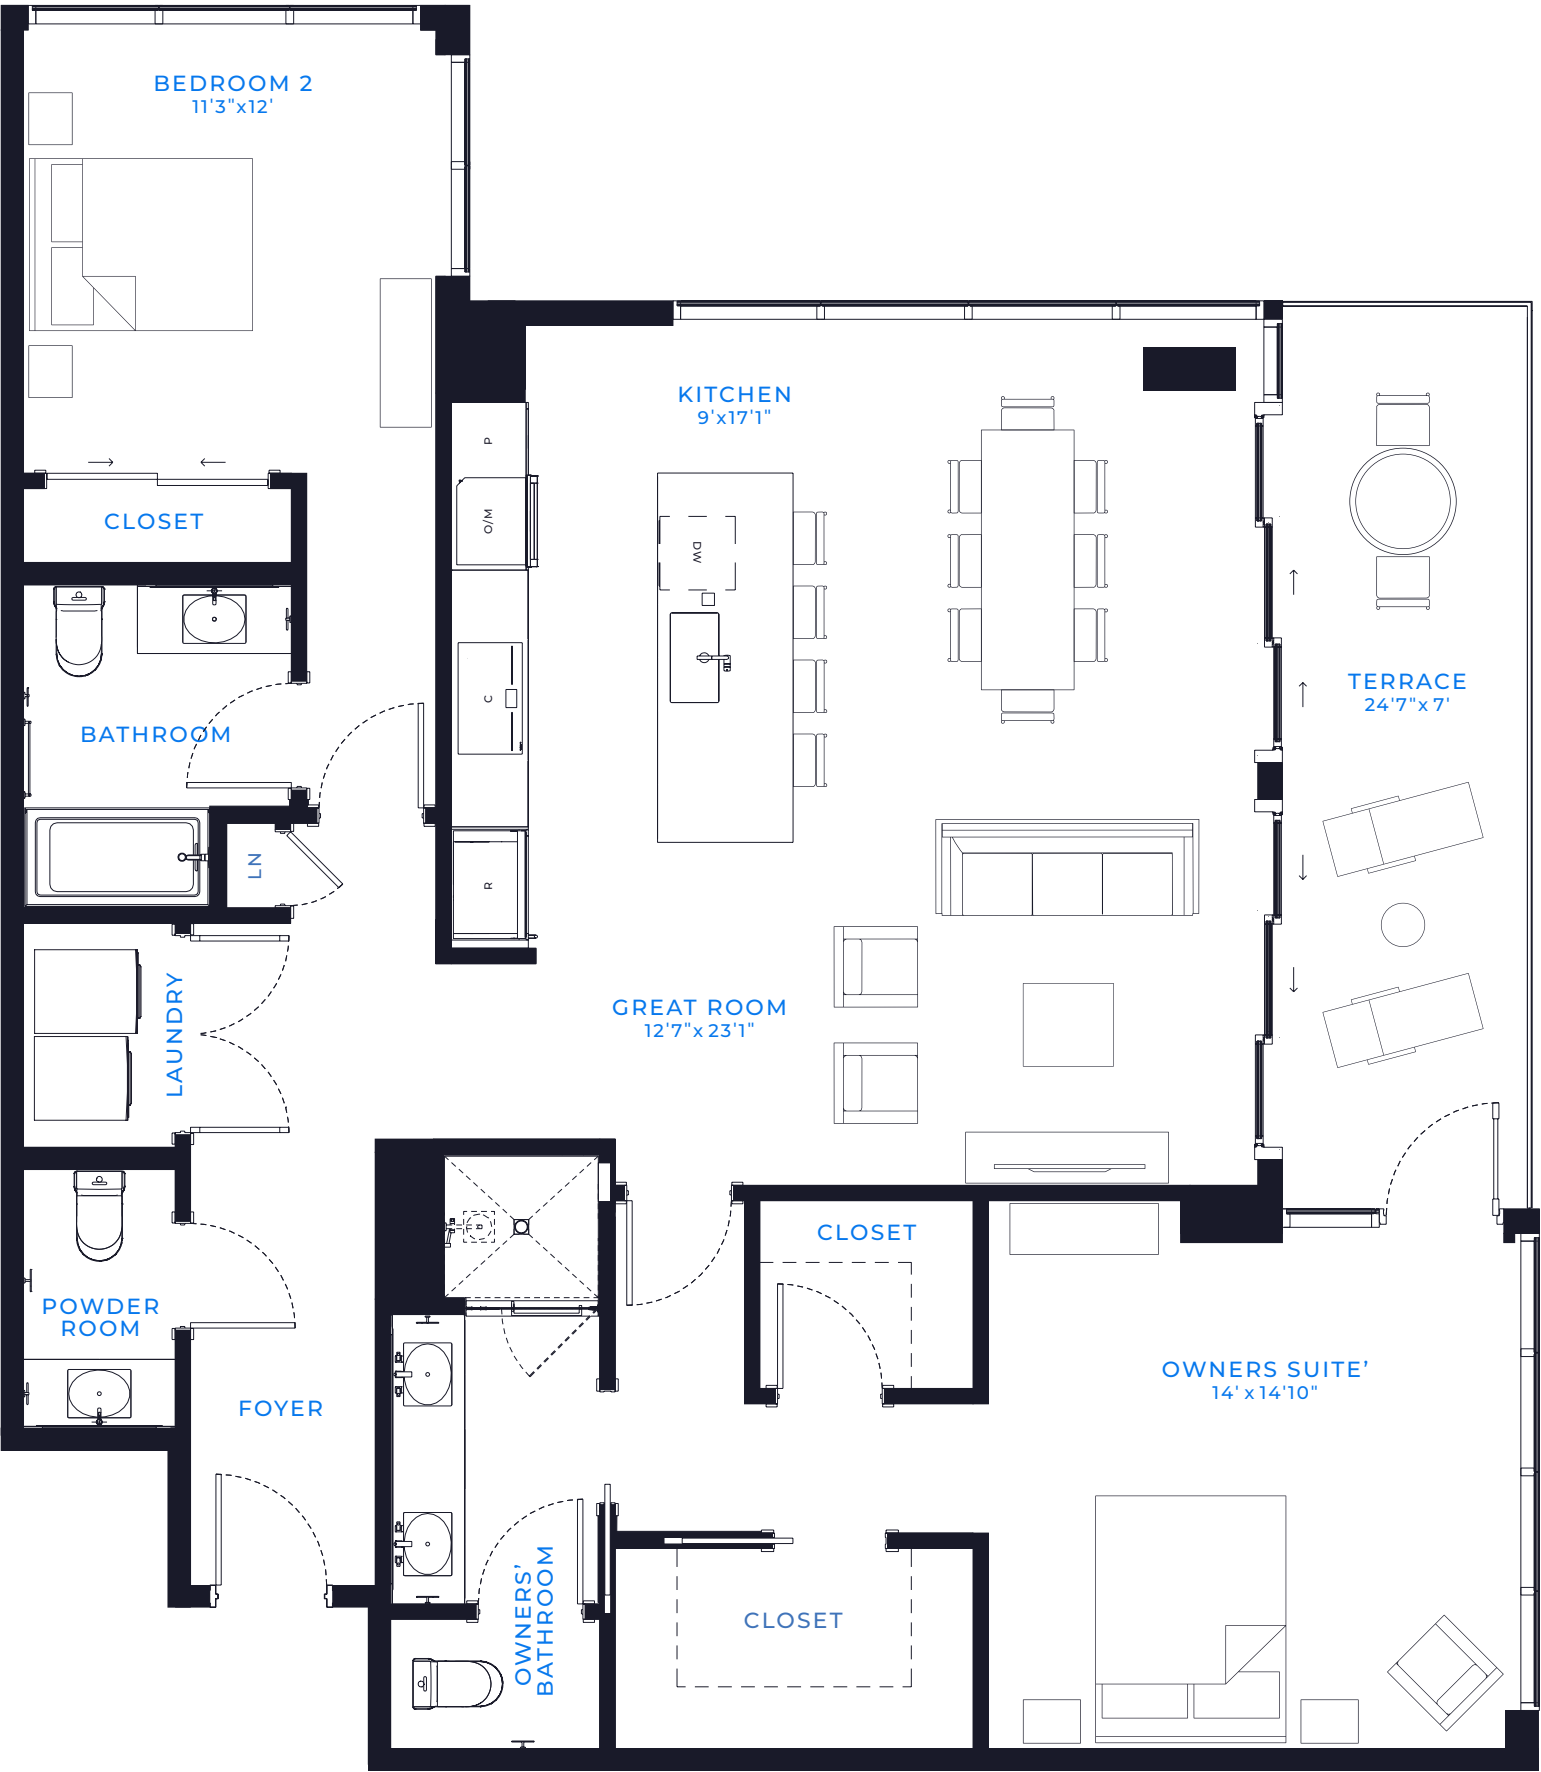 BEDROOM 2
11'3"x12'
KITCHEN
9'x17'1"
P
O/M
DW
CLOSET
C
TERRACE
24'7"x 7'
BATHROOM
LN
R
LAUNDRY
GREAT ROOM
12'7"x 23'1"
CLOSET
POWDER
ROOM
OWNERS SUITE’
14' x 14'10"
FOYER
OWNERS’
BATHROOM
CLOSET